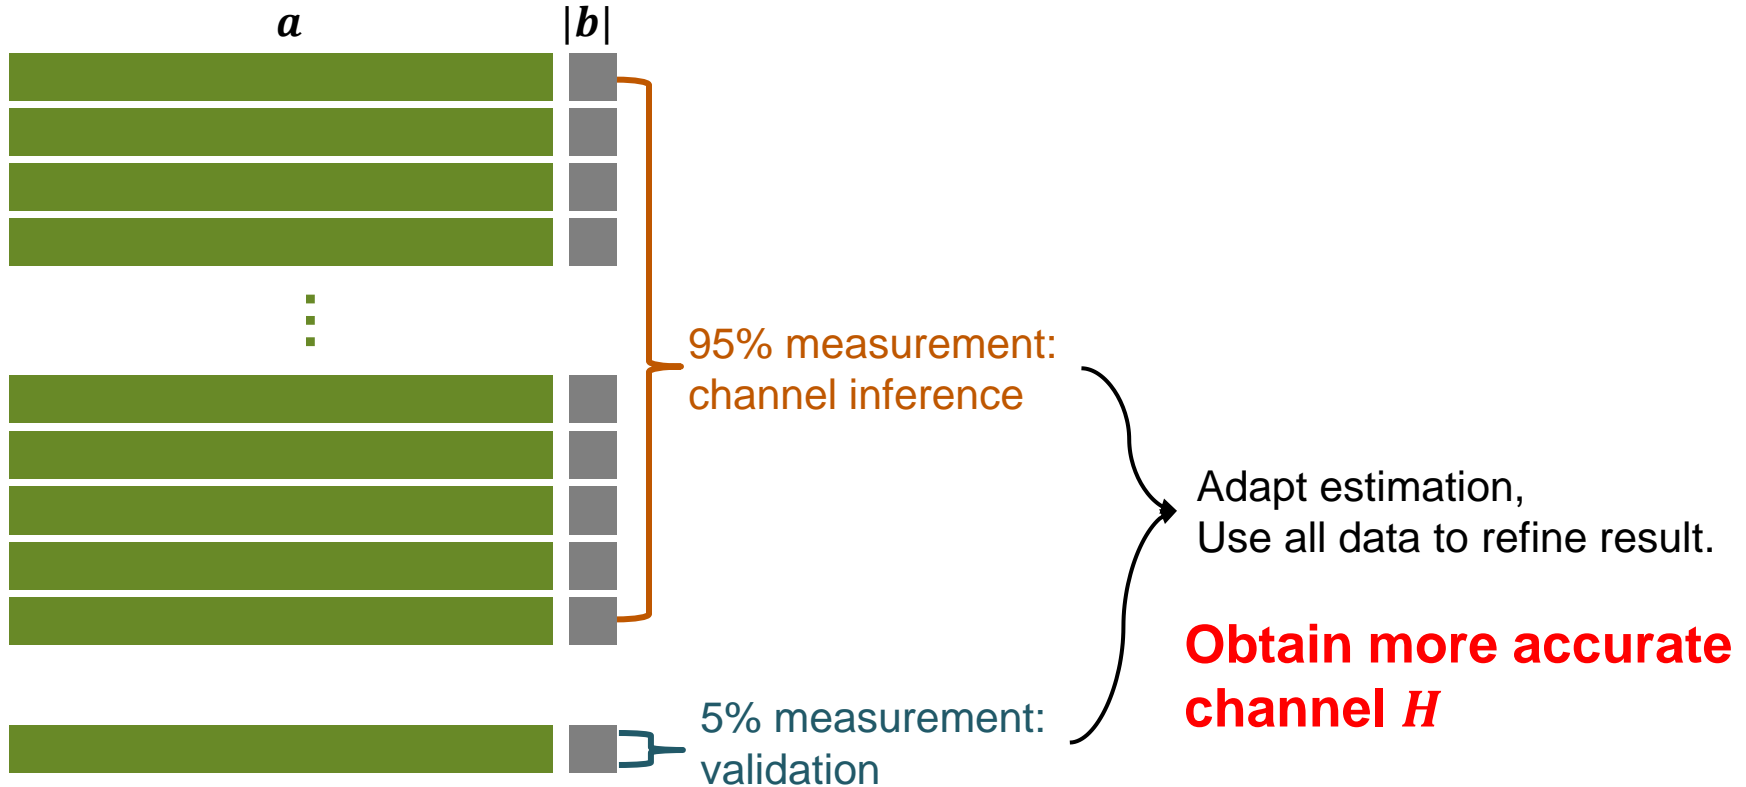 a |b|
95% measurement:
channel inference
Adapt estimation,
Use all data to refine result.
Obtain more accurate
channel H
5% measurement:
validation